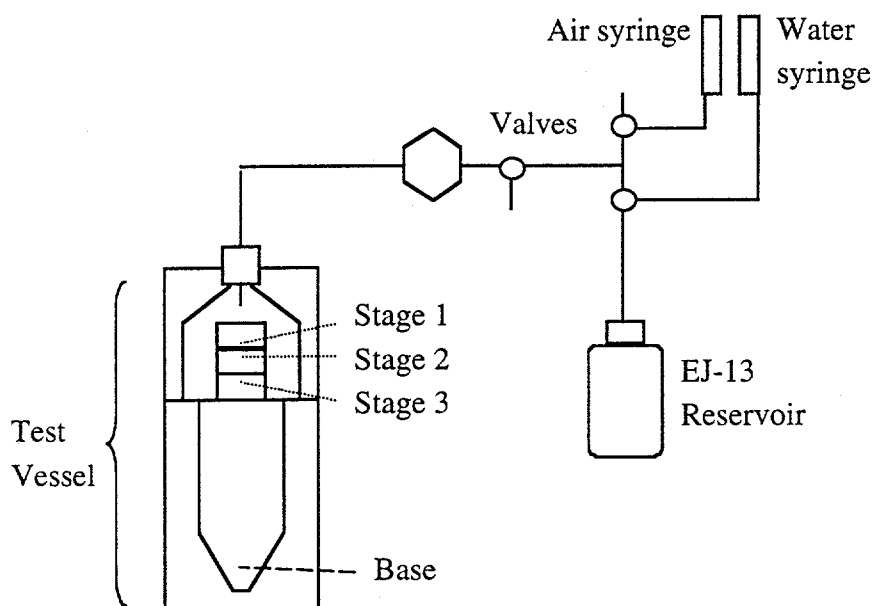 Air syringe
Water
syringe
Valves
Stage 1
Stage 2
Stage 3
EJ-13
Reservoir
Test
Vessel
Base